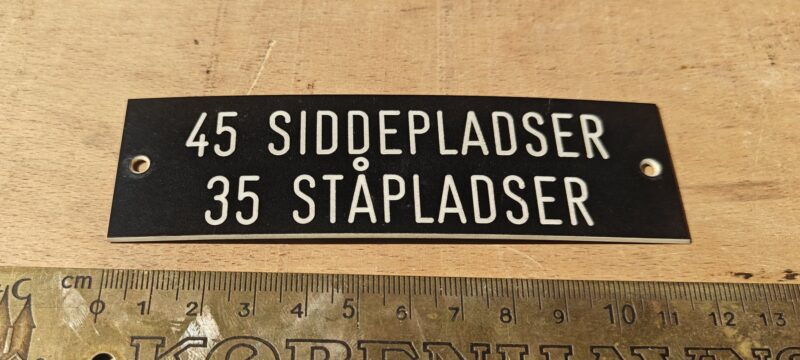 45 SIDDEPLADSER
35 STÅPLADSER
cm
0 1 2 3 4 5 6 7 8 9 10 11 12 13